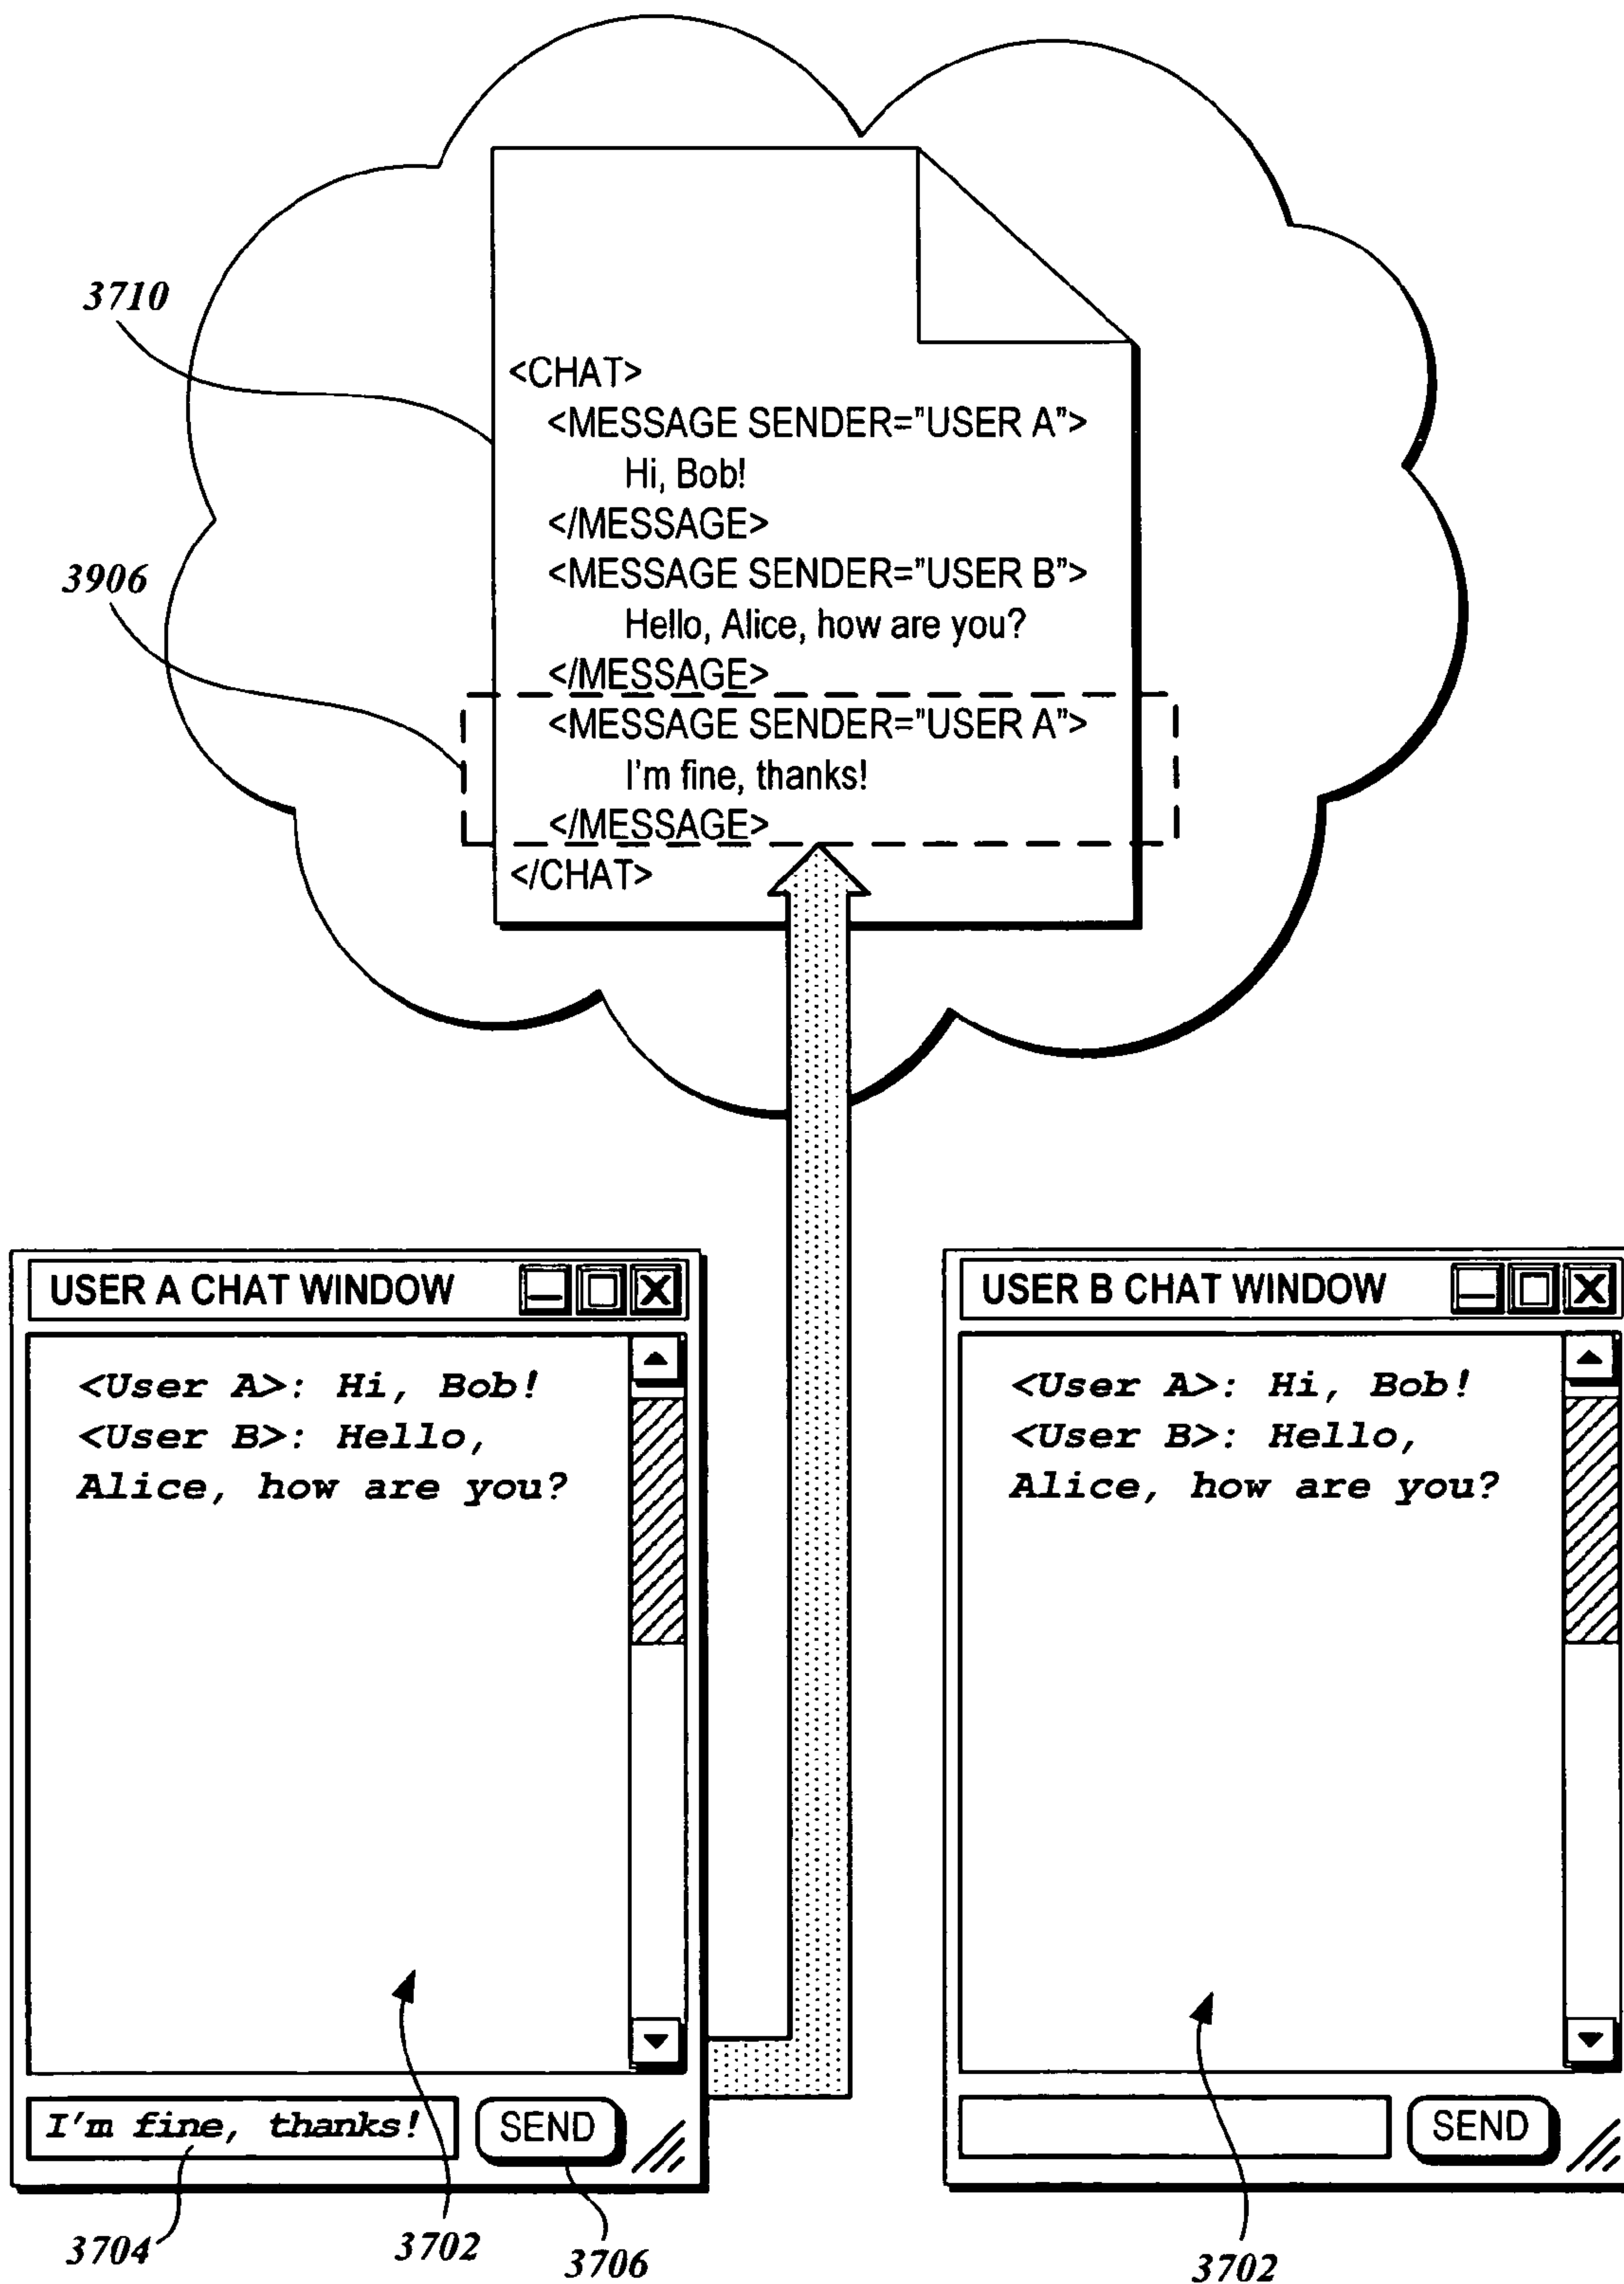 3710
<CHAT>
<MESSAGE SENDER="USER A">
Hi, Bob!
</MESSAGE>
3906
<MESSAGE SENDER="USER B">
Hello, Alice, how are you?
</MESSAGE>
<MESSAGE SENDER="USER A">
I'm fine, thanks!
</MESSAGE>
</CHAT>
USER A CHAT WINDOW
<User A>: Hi, Bob!
<User B>: Hello,
Alice, how are you?
I'm fine, thanks!
SEND
3704
3702
3706
USER B CHAT WINDOW
<User A>: Hi, Bob!
<User B>: Hello,
Alice, how are you?
SEND
3702